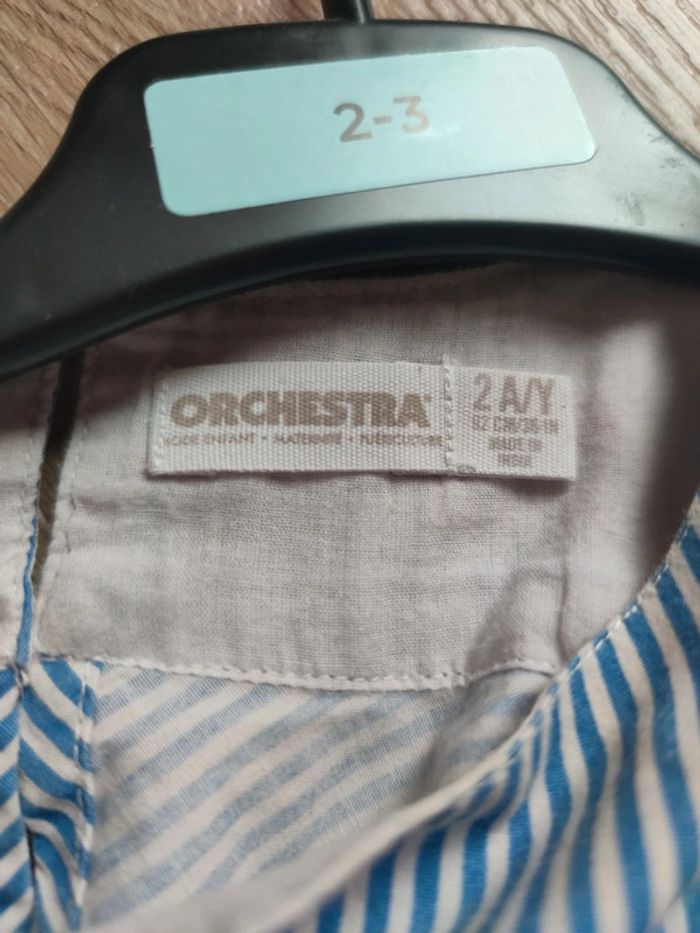 2-3
ORCHESTRA
MODE ENFANT • MATERNITÉ • PUÉRICULTURE
2 A/Y
MADE IN
INDIA